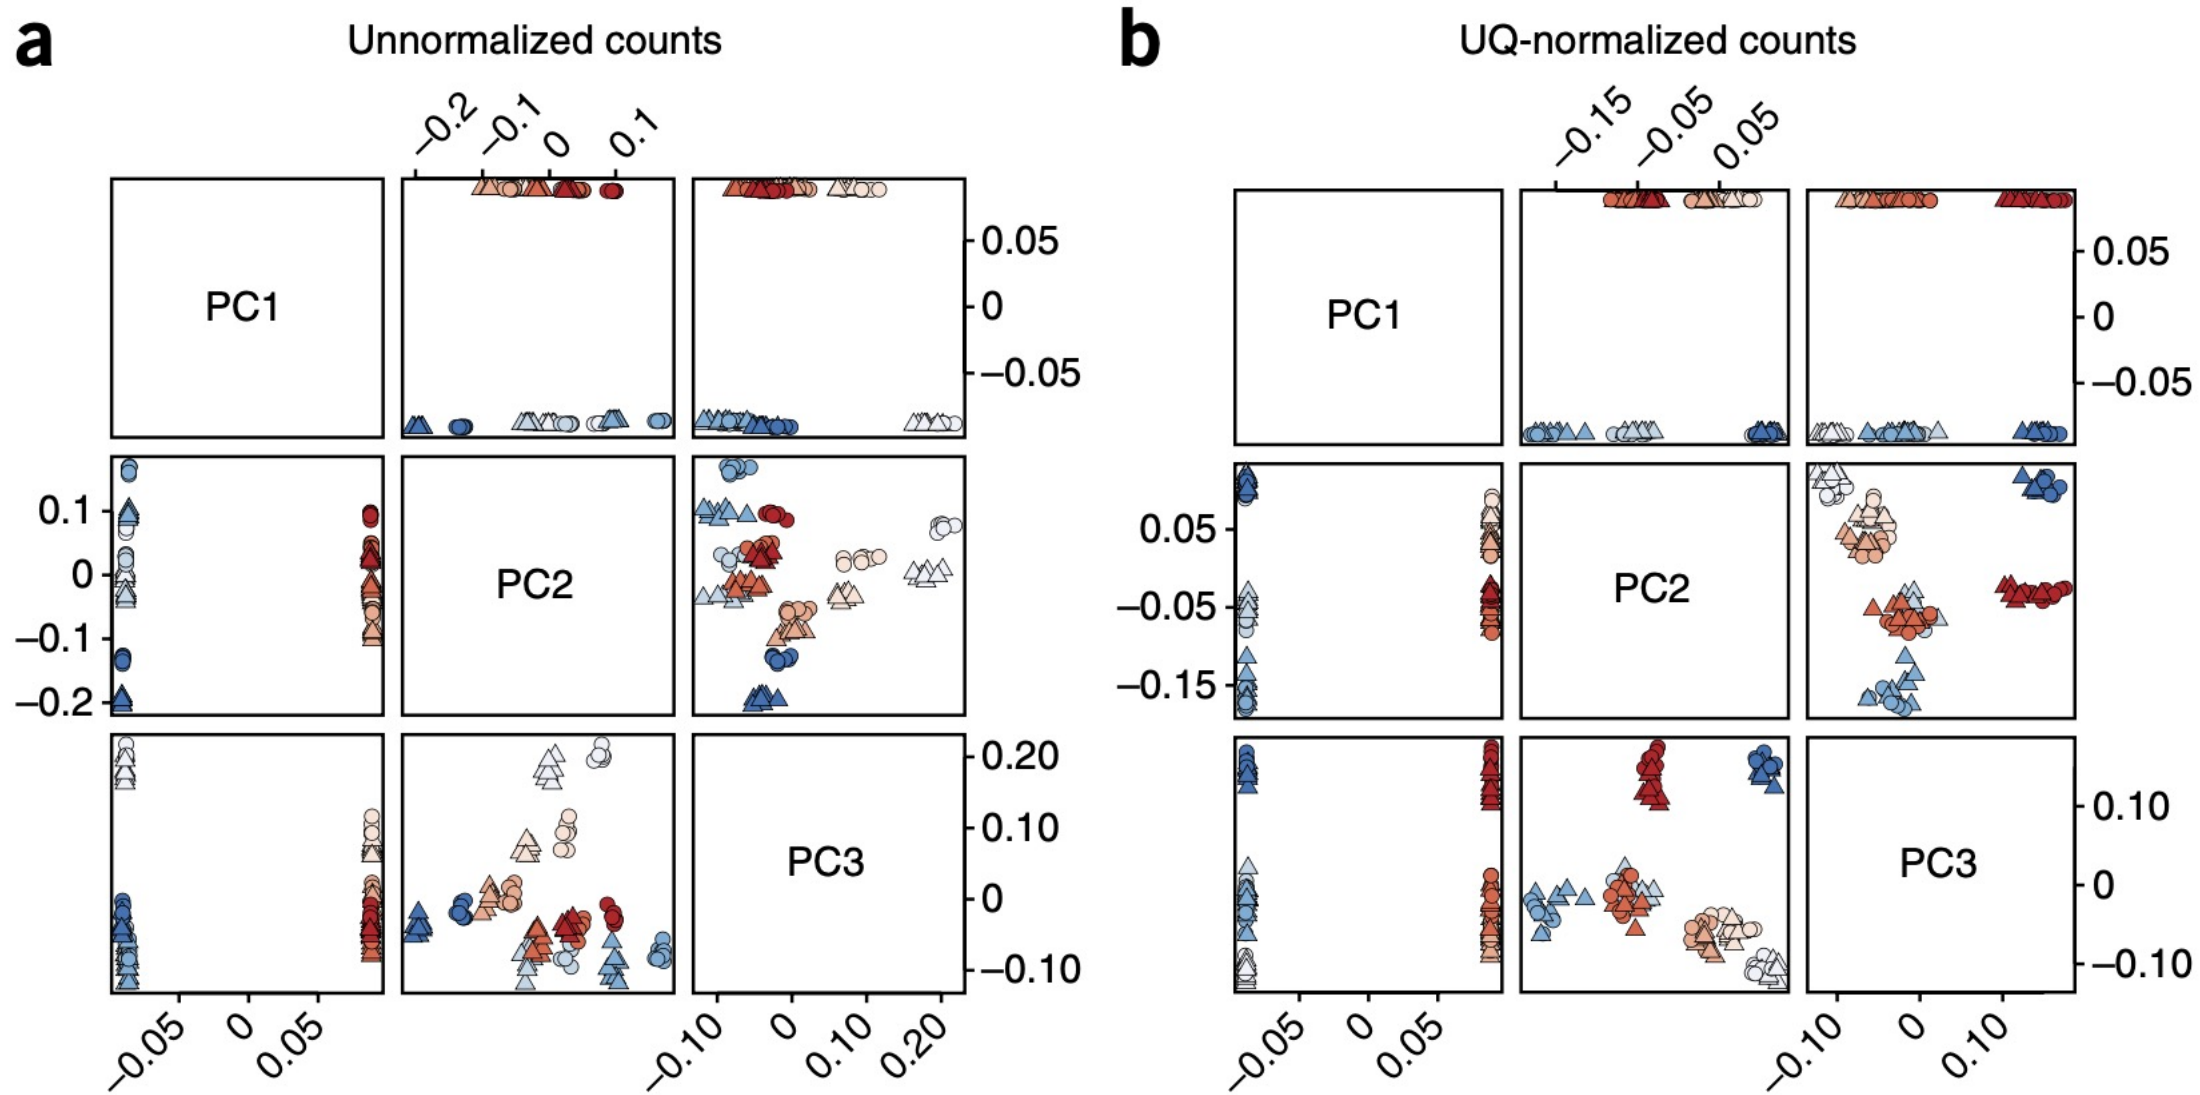 a
Unnormalized counts
−0.2 −0.1 0 0.1
PC1
0.05
0
−0.05
0.1
0
−0.1
−0.2
PC2
PC3
0.20
0.10
0
−0.10
−0.05 0 0.05
−0.10 0 0.10 0.20
b
UQ-normalized counts
−0.15 −0.05 0.05
PC1
0.05
0
−0.05
0.05
−0.05
−0.15
PC2
PC3
0.10
0
−0.10
−0.05 0 0.05
−0.10 0 0.10